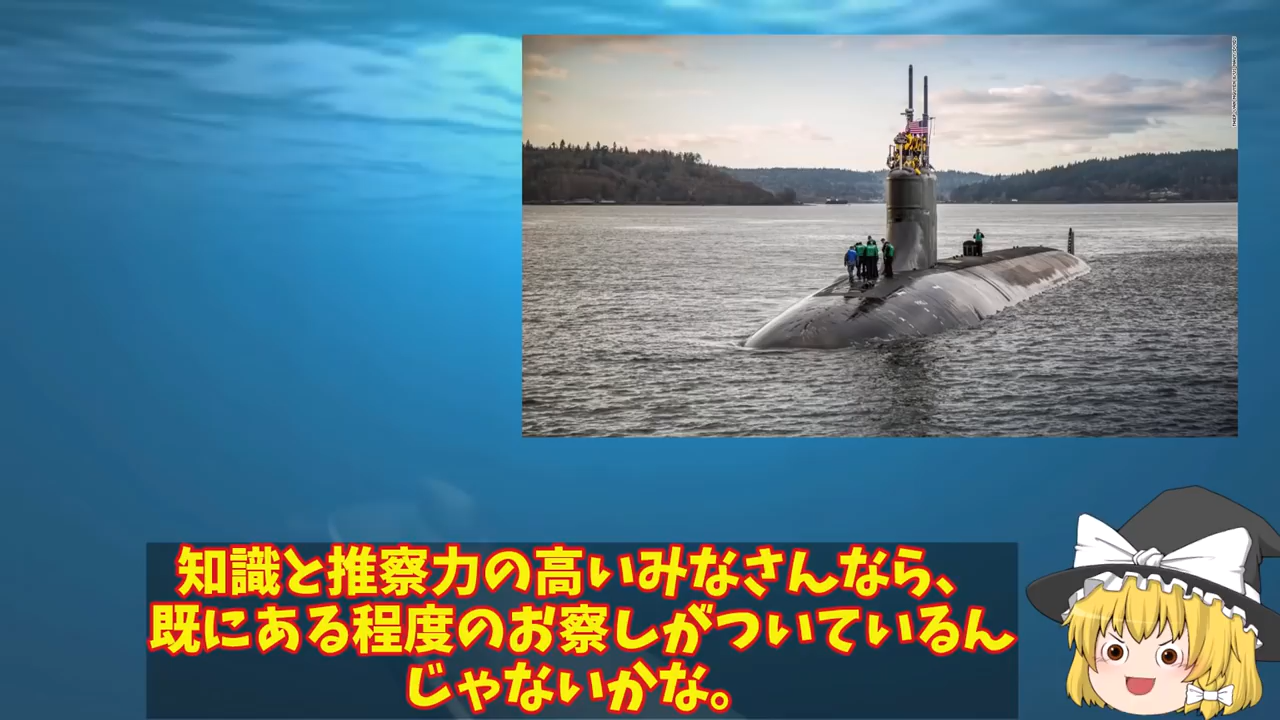 知識と推察力の高いみなさんなら、
既にある程度のお察しがついているん
じゃないかな。